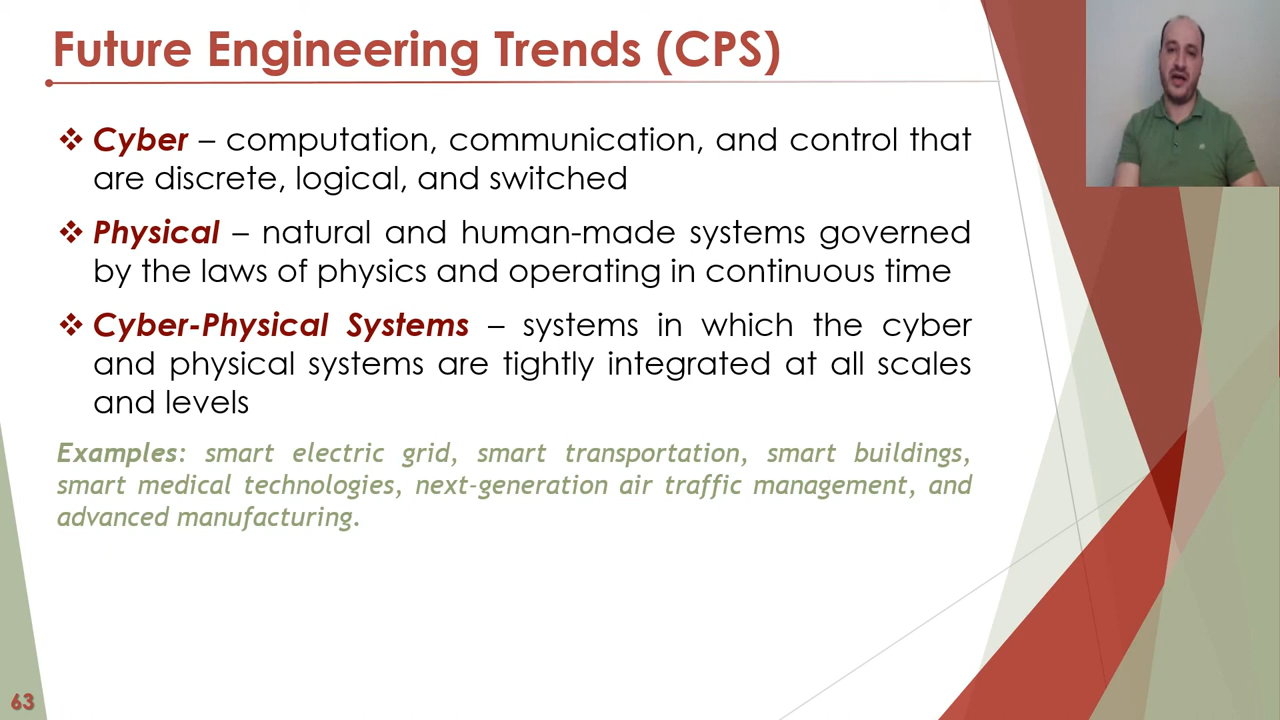 Future Engineering Trends (CPS)
❖ Cyber – computation, communication, and control that
are discrete, logical, and switched
❖ Physical – natural and human-made systems governed
by the laws of physics and operating in continuous time
❖ Cyber-Physical Systems – systems in which the cyber
and physical systems are tightly integrated at all scales
and levels
Examples: smart electric grid, smart transportation, smart buildings,
smart medical technologies, next-generation air traffic management, and
advanced manufacturing.
63